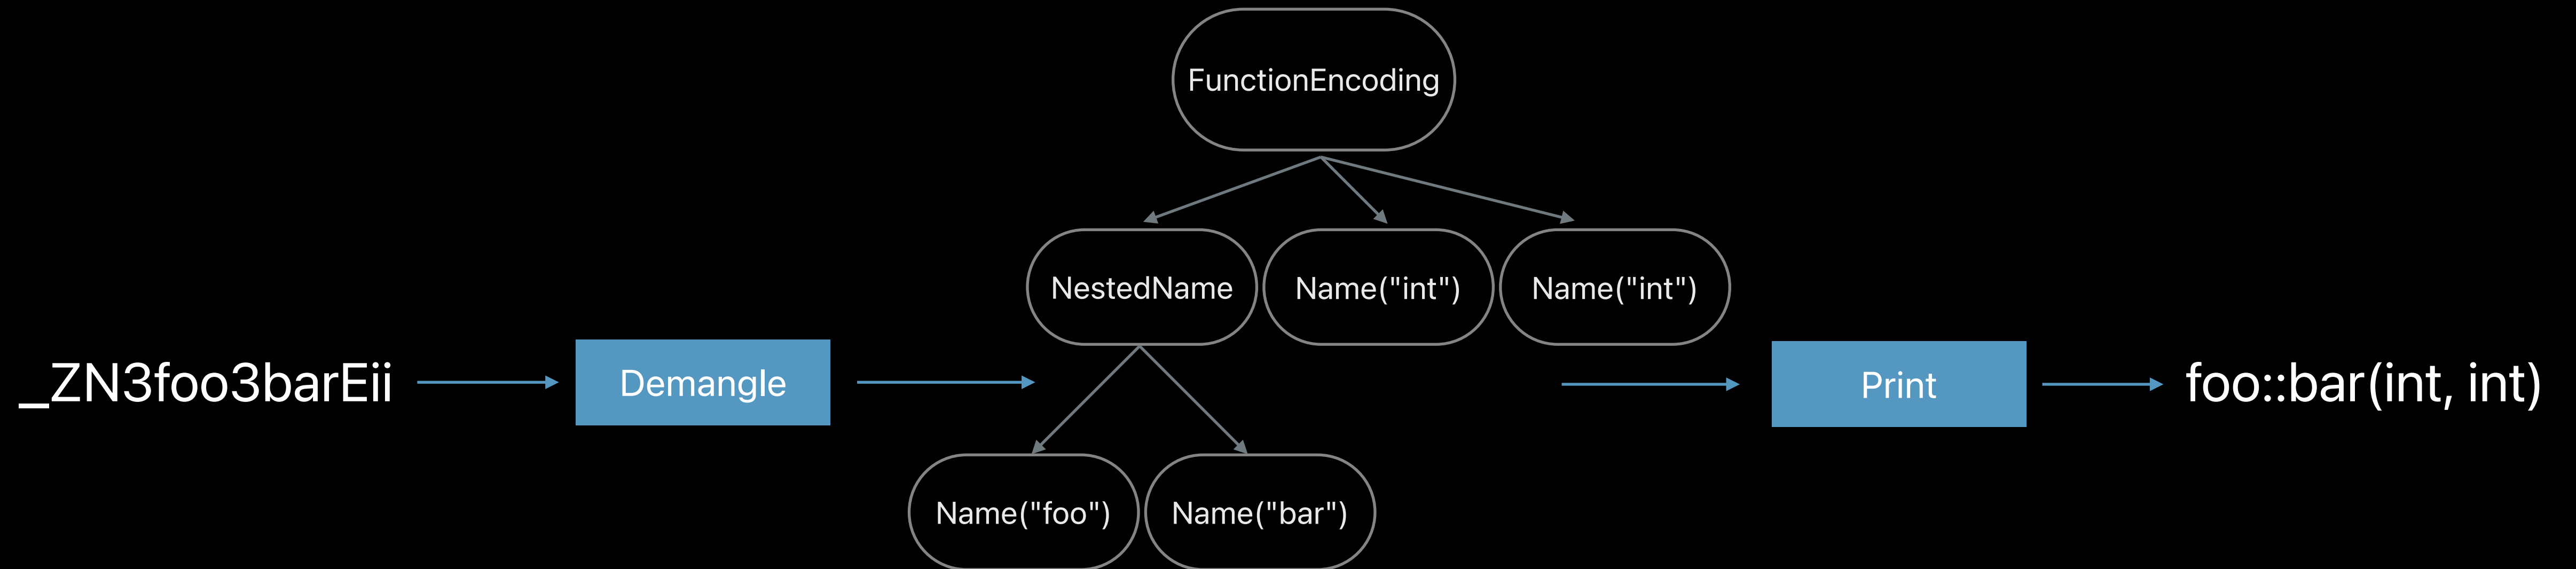 FunctionEncoding
NestedName
Name("int")
Name("int")
_ZN3foo3barEii
Demangle
Print
foo::bar(int, int)
Name("foo")
Name("bar")